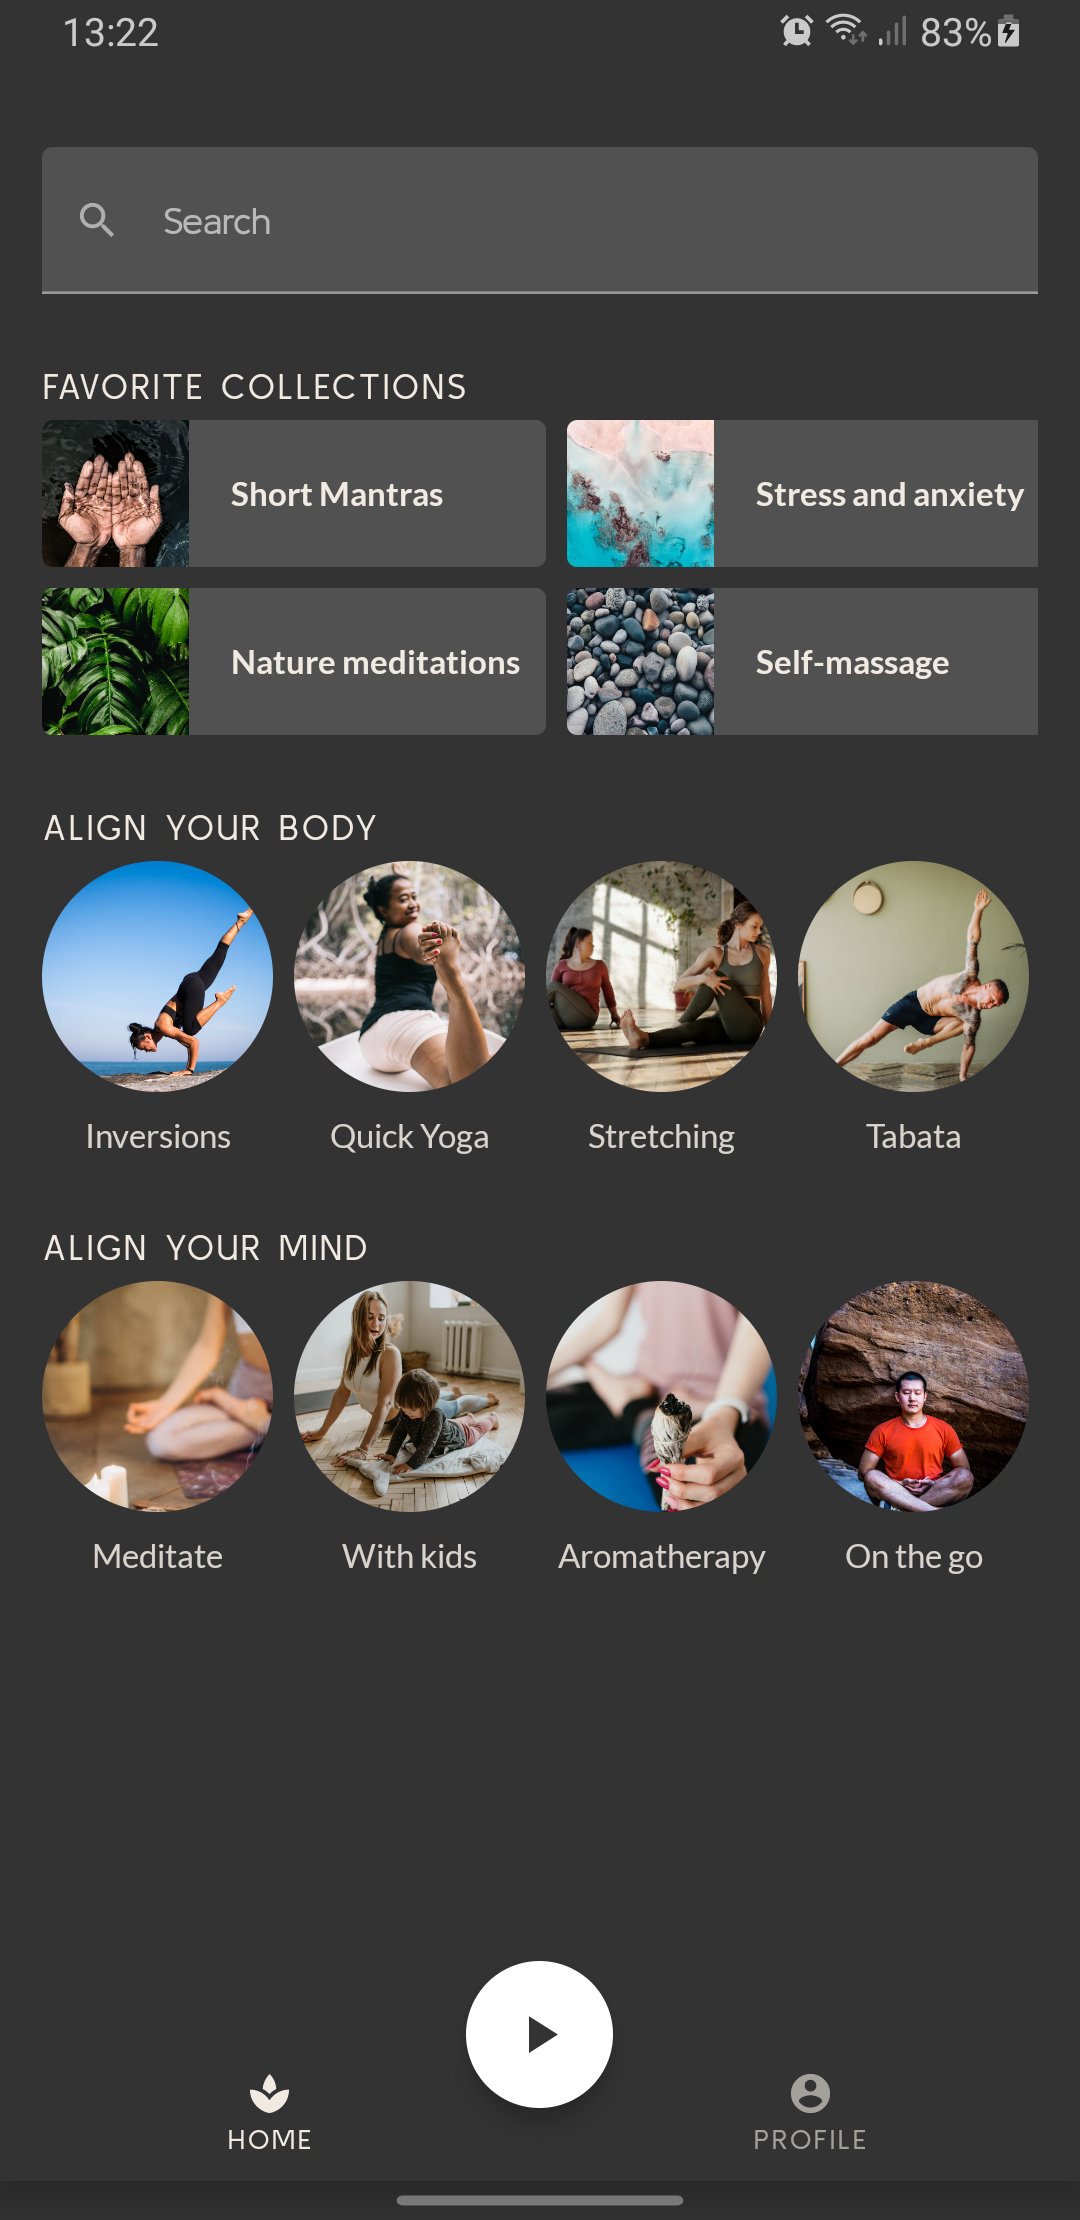 13:22 83%
Search
FAVORITE COLLECTIONS
Short Mantras Stress and anxiety
Nature meditations Self-massage
ALIGN YOUR BODY
Inversions Quick Yoga Stretching Tabata
ALIGN YOUR MIND
Meditate With kids Aromatherapy On the go
HOME PROFILE